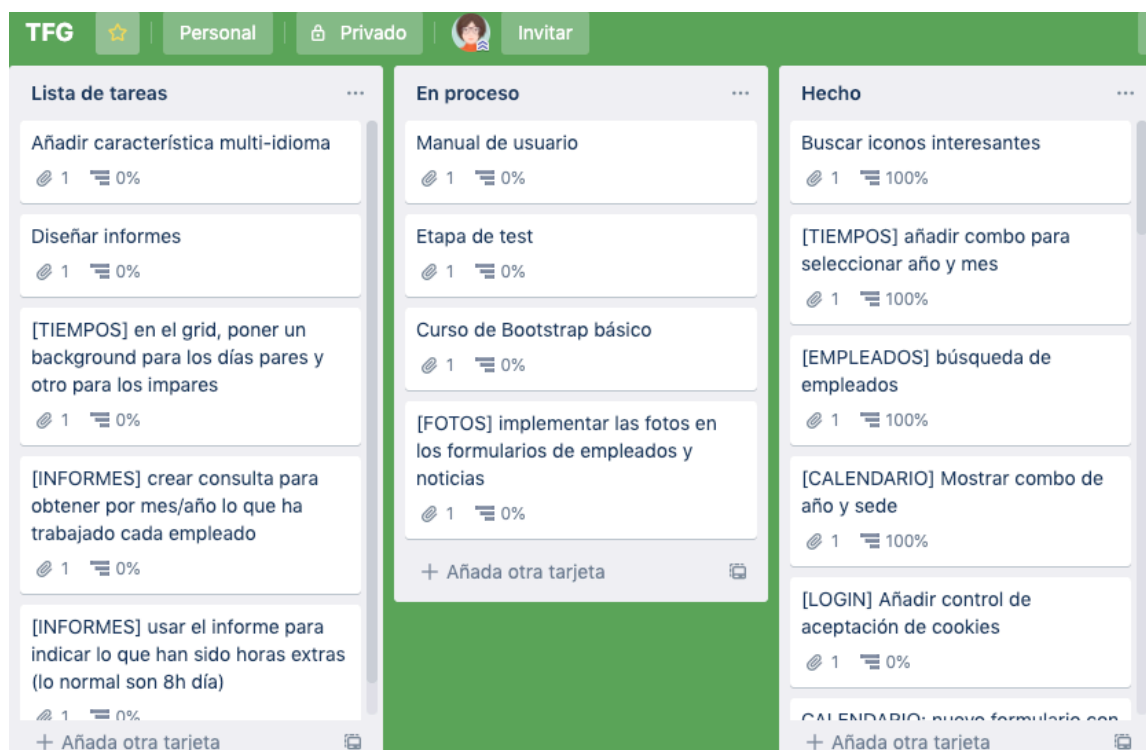 TFG
Personal
Privado
Invitar
Lista de tareas
Añadir característica multi-idioma
1 0%
Diseñar informes
1 0%
[TIEMPOS] en el grid, poner un
background para los días pares y
otro para los impares
1 0%
[INFORMES] crear consulta para
obtener por mes/año lo que ha
trabajado cada empleado
1 0%
[INFORMES] usar el informe para
indicar lo que han sido horas extras
(lo normal son 8h día)
1 0%
+ Añada otra tarjeta
En proceso
Manual de usuario
1 0%
Etapa de test
1 0%
Curso de Bootstrap básico
1 0%
[FOTOS] implementar las fotos en
los formularios de empleados y
noticias
1 0%
+ Añada otra tarjeta
Hecho
Buscar iconos interesantes
1 100%
[TIEMPOS] añadir combo para
seleccionar año y mes
1 100%
[EMPLEADOS] búsqueda de
empleados
1 100%
[CALENDARIO] Mostrar combo de
año y sede
1 100%
[LOGIN] Añadir control de
aceptación de cookies
1 0%
CALENDARIO: nuevo formulario con
+ Añada otra tarjeta